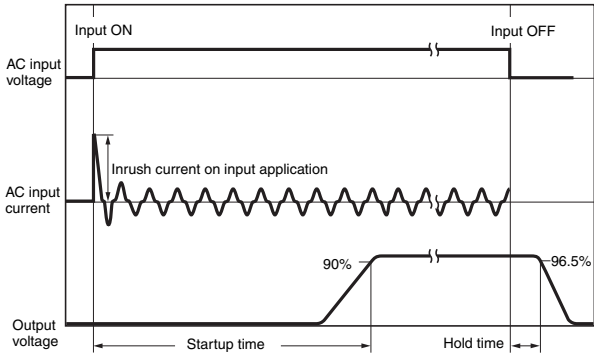 Input ON
Input OFF
AC input
voltage
Inrush current on input application
AC input
current
90%
96.5%
Output
voltage
Startup time
Hold time